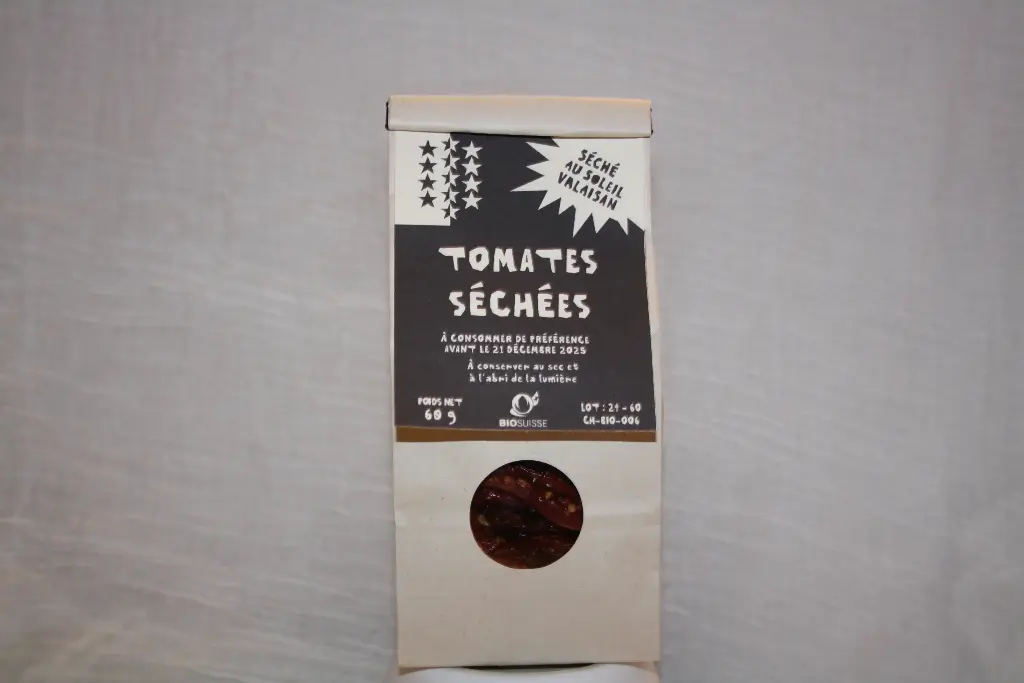 SÉCHÉ
AU SOLEIL
VALAISAN
TOMATES
SÉCHÉES
À CONSOMMER DE PRÉFÉRENCE
AVANT LE 21 DÉCEMBRE 2025
À conserver au sec et
à l'abri de la lumière
POIDS NET
60 g
BIOSUISSE
LOT : 24 - 60
CH-BIO-006